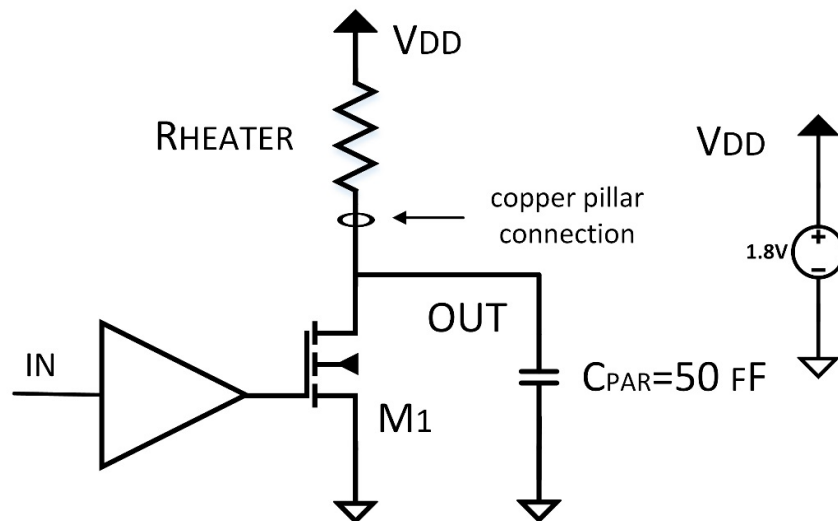 VDD
RHEATER
copper pillar
connection
VDD
1.8V
OUT
IN
M1
CPAR=50 FF